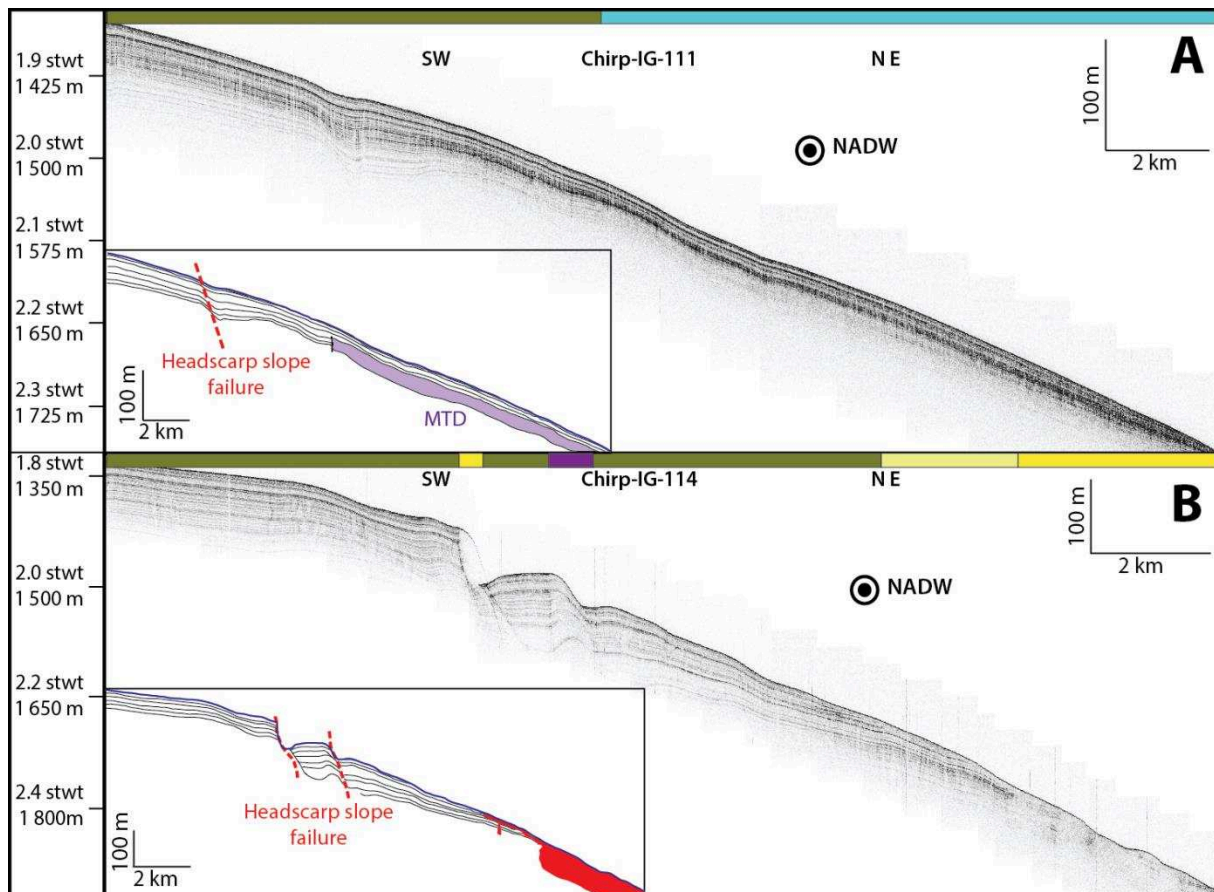 SW Chirp-IG-111 N E A
1.9 stwt
1 425 m
100 m
2 km
2.0 stwt
1 500 m
NADW
2.1 stwt
1 575 m
2.2 stwt
1 650 m
Headscarp slope
failure
2.3 stwt
1 725 m
100 m
2 km
MTD
1.8 stwt
1 350 m
SW Chirp-IG-114 N E B
100 m
2 km
2.0 stwt
1 500 m
NADW
2.2 stwt
1 650 m
2.4 stwt
1 800m
Headscarp slope
failure
100 m
2 km